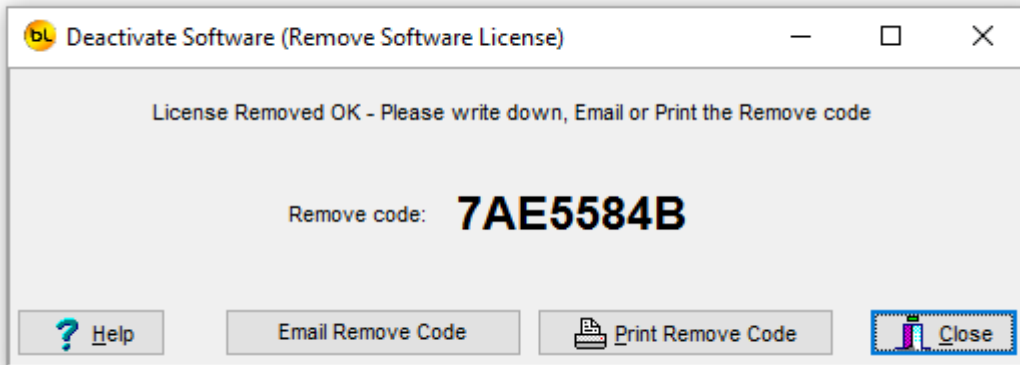 bL Deactivate Software (Remove Software License)
License Removed OK - Please write down, Email or Print the Remove code
Remove code: 7AE5584B
? Help Email Remove Code Print Remove Code Close